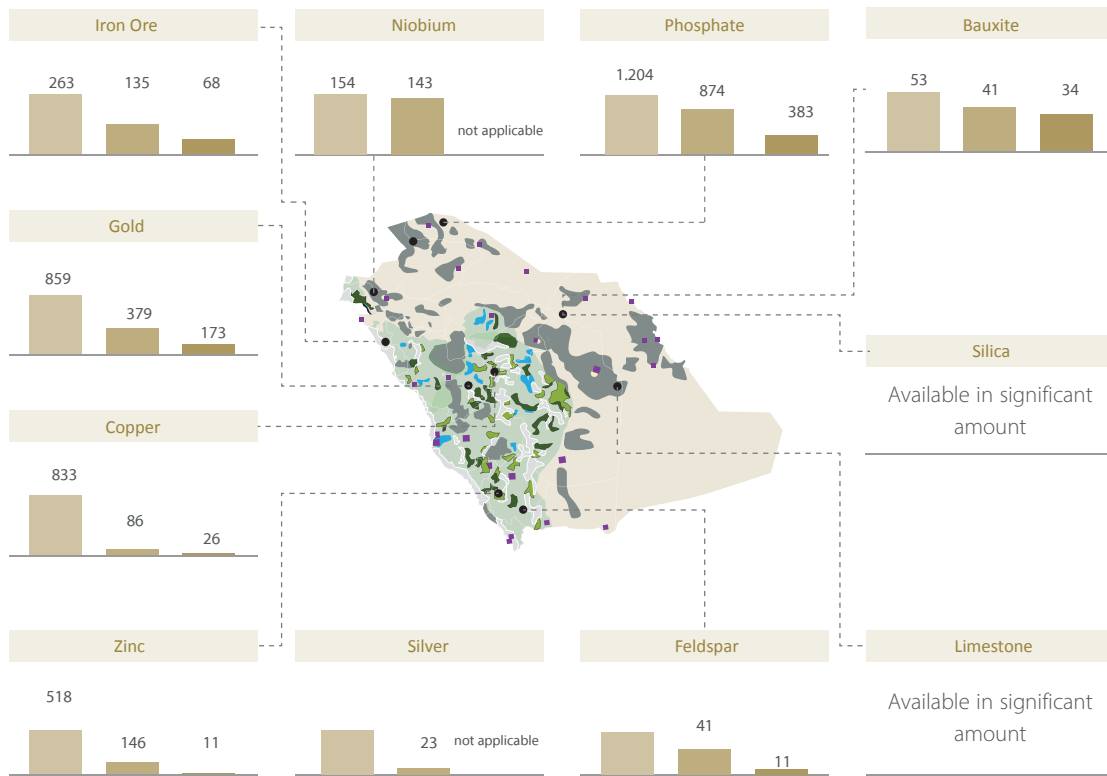 Iron Ore
263 135 68
Niobium
154 143 not applicable
Phosphate
1.204 874 383
Bauxite
53 41 34
Gold
859 379 173
Silica
Available in significant
amount
Copper
833 86 26
Zinc
518 146 11
Silver
23 not applicable
Feldspar
41 11
Limestone
Available in significant
amount